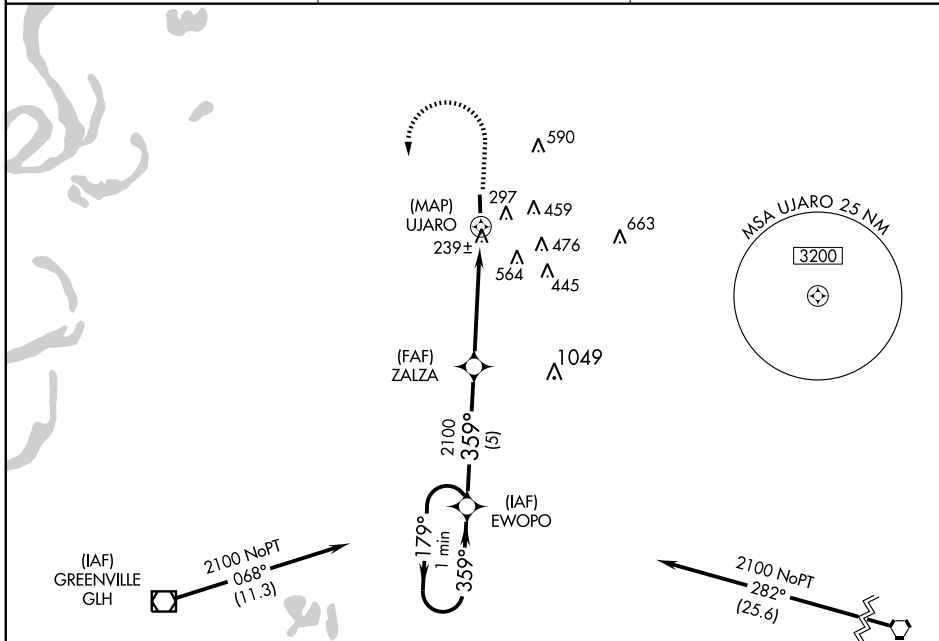 590
(MAP)
UJARO
297
459
663
239±
476
564
445
MSA UJARO 25 NM
3200
(FAF)
ZALZA
1049
2100
359°
(5)
(IAF)
EWOPO
179°
1 min
359°
(IAF)
GREENVILLE
GLH
2100 NoPT
068°
(11.3)
2100 NoPT
282°
(25.6)